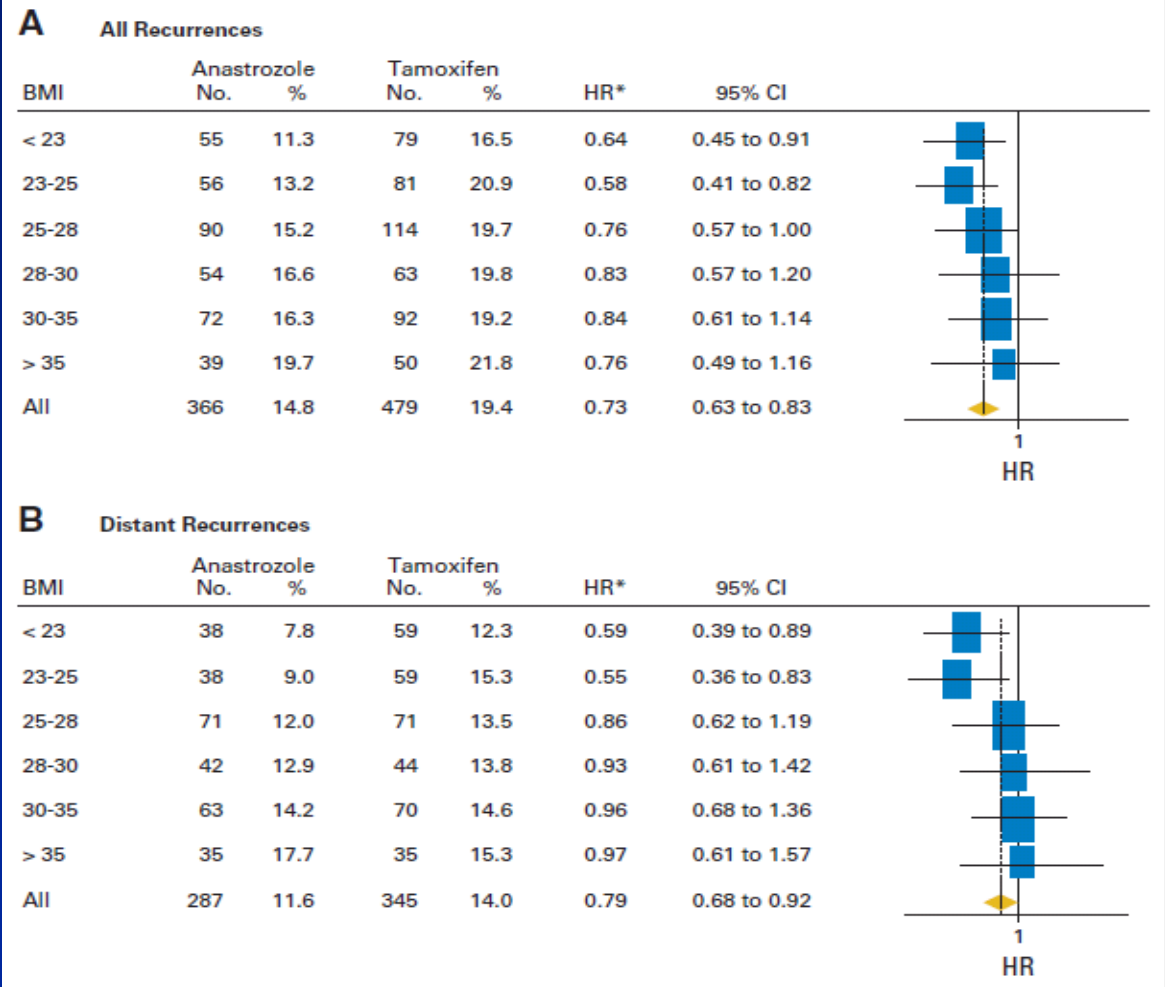 A All Recurrences
Anastrozole Tamoxifen
BMI No. % No. % HR* 95% CI
< 23 55 11.3 79 16.5 0.64 0.45 to 0.91
23-25 56 13.2 81 20.9 0.58 0.41 to 0.82
25-28 90 15.2 114 19.7 0.76 0.57 to 1.00
28-30 54 16.6 63 19.8 0.83 0.57 to 1.20
30-35 72 16.3 92 19.2 0.84 0.61 to 1.14
> 35 39 19.7 50 21.8 0.76 0.49 to 1.16
All 366 14.8 479 19.4 0.73 0.63 to 0.83
1
HR
B Distant Recurrences
Anastrozole Tamoxifen
BMI No. % No. % HR* 95% CI
< 23 38 7.8 59 12.3 0.59 0.39 to 0.89
23-25 38 9.0 59 15.3 0.55 0.36 to 0.83
25-28 71 12.0 71 13.5 0.86 0.62 to 1.19
28-30 42 12.9 44 13.8 0.93 0.61 to 1.42
30-35 63 14.2 70 14.6 0.96 0.68 to 1.36
> 35 35 17.7 35 15.3 0.97 0.61 to 1.57
All 287 11.6 345 14.0 0.79 0.68 to 0.92
1
HR